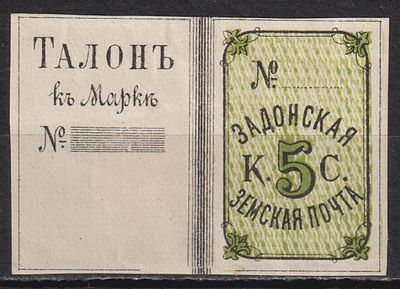 ТАЛОНЪ
къ Маркѣ
№
№
ЗАДОНСКАЯ
К. 5 С.
ЗЕМСКАЯ ПОЧТА